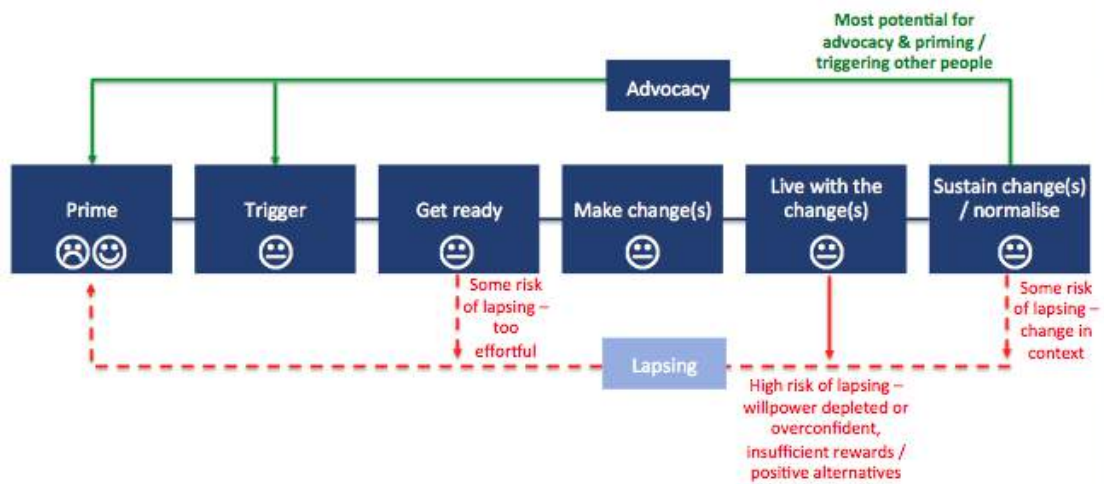 Most potential for
advocacy & priming /
triggering other people
Advocacy
Prime
Trigger
Get ready
Make change(s)
Live with the
change(s)
Sustain change(s)
/ normalise
Some risk
of lapsing –
too
effortful
Some risk
of lapsing –
change in
context
Lapsing
High risk of lapsing –
willpower depleted or
overconfident,
insufficient rewards /
positive alternatives